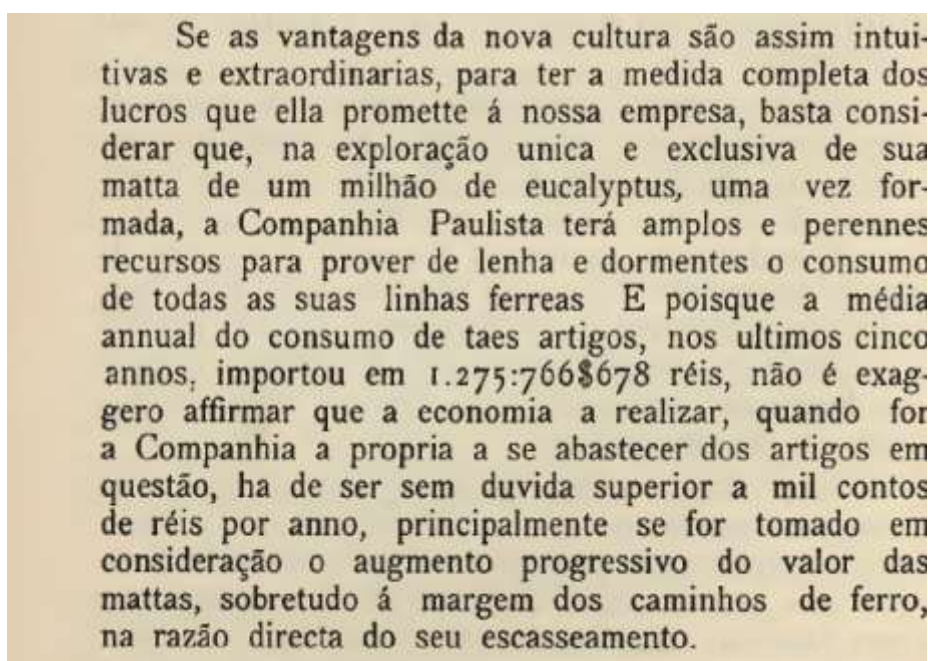 Se as vantagens da nova cultura são assim intui-
tivas e extraordinarias, para ter a medida completa dos
lucros que ella promette á nossa empresa, basta consi-
derar que, na exploração unica e exclusiva de sua
matta de um milhão de eucalyptus, uma vez for-
mada, a Companhia Paulista terá amplos e perennes
recursos para prover de lenha e dormentes o consumo
de todas as suas linhas ferreas E poisque a média
annual do consumo de taes artigos, nos ultimos cinco
annos, importou em 1.275:766$678 réis, não é exag-
gero affirmar que a economia a realizar, quando for
a Companhia a propria a se abastecer dos artigos em
questão, ha de ser sem duvida superior a mil contos
de réis por anno, principalmente se for tomado em
consideração o augmento progressivo do valor das
mattas, sobretudo á margem dos caminhos de ferro,
na razão directa do seu escasseamento.